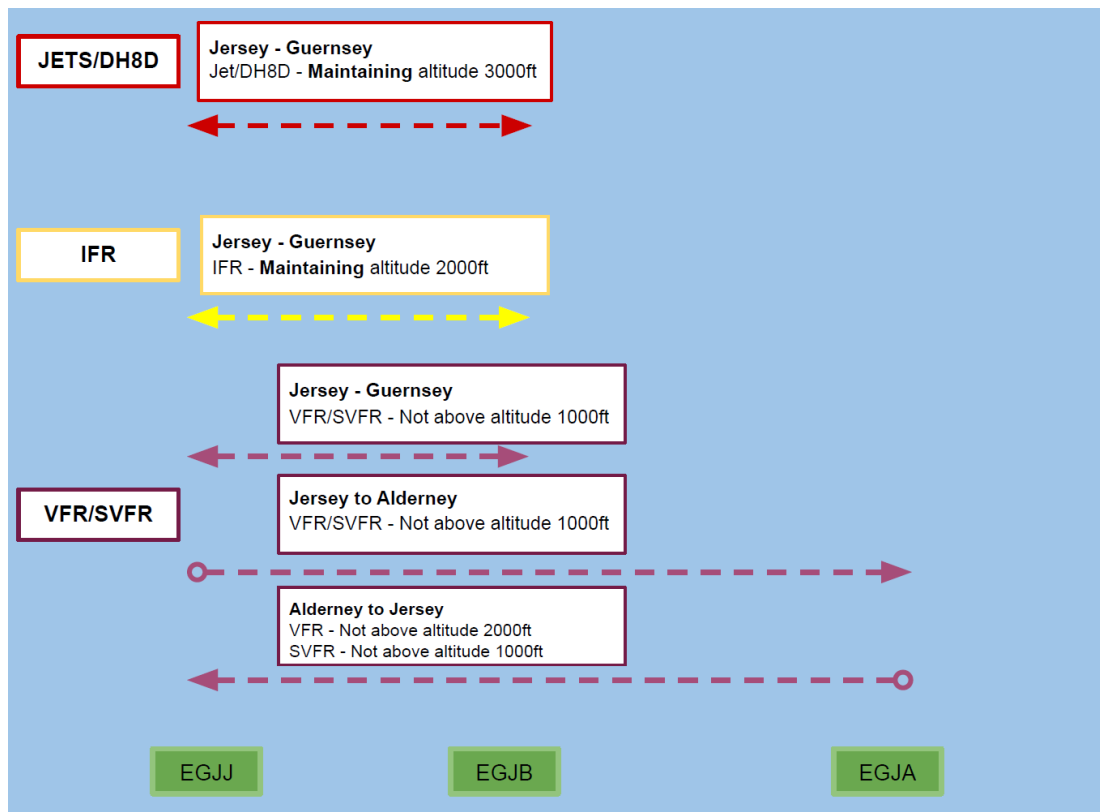 JETS/DH8D
Jersey - Guernsey
Jet/DH8D - Maintaining altitude 3000ft
IFR
Jersey - Guernsey
IFR - Maintaining altitude 2000ft
Jersey - Guernsey
VFR/SVFR - Not above altitude 1000ft
VFR/SVFR
Jersey to Alderney
VFR/SVFR - Not above altitude 1000ft
Alderney to Jersey
VFR - Not above altitude 2000ft
SVFR - Not above altitude 1000ft
EGJJ
EGJB
EGJA